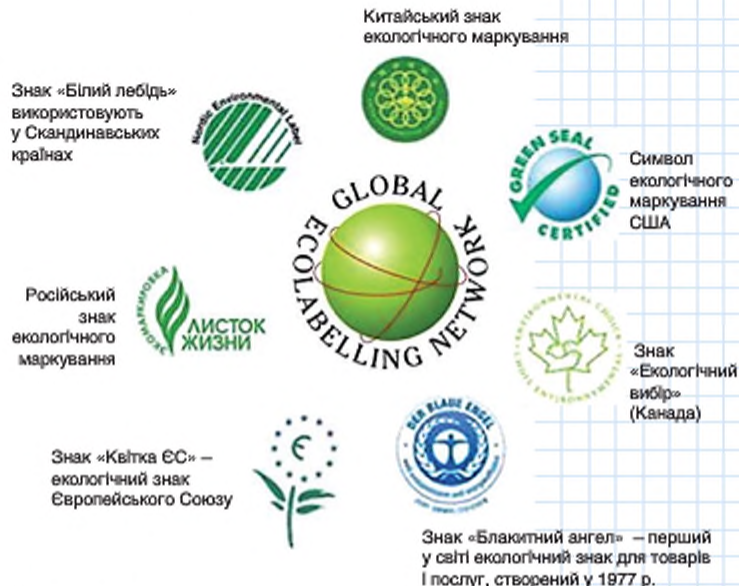 Китайський знак
екологічного маркування
Знак «Білий лебідь»
використовують
у Скандинавських
країнах
Nordic Environmental Label
GREEN SEAL
CERTIFIED
Символ
екологічного
маркування
США
GLOBAL
ECOLABELLING NETWORK
Російський
знак
екологічного
маркування
ЭКОМАРКИРОВКА
ЛИСТОК
ЖИЗНИ
ENVIRONMENTAL CHOICE
Знак
«Екологічний
вибір»
(Канада)
Знак «Квітка ЄС» –
екологічний знак
Європейського Союзу
DER BLAUE ENGEL
Знак «Блакитний ангел» – перший
у світі екологічний знак для товарів
і послуг, створений у 1977 р.